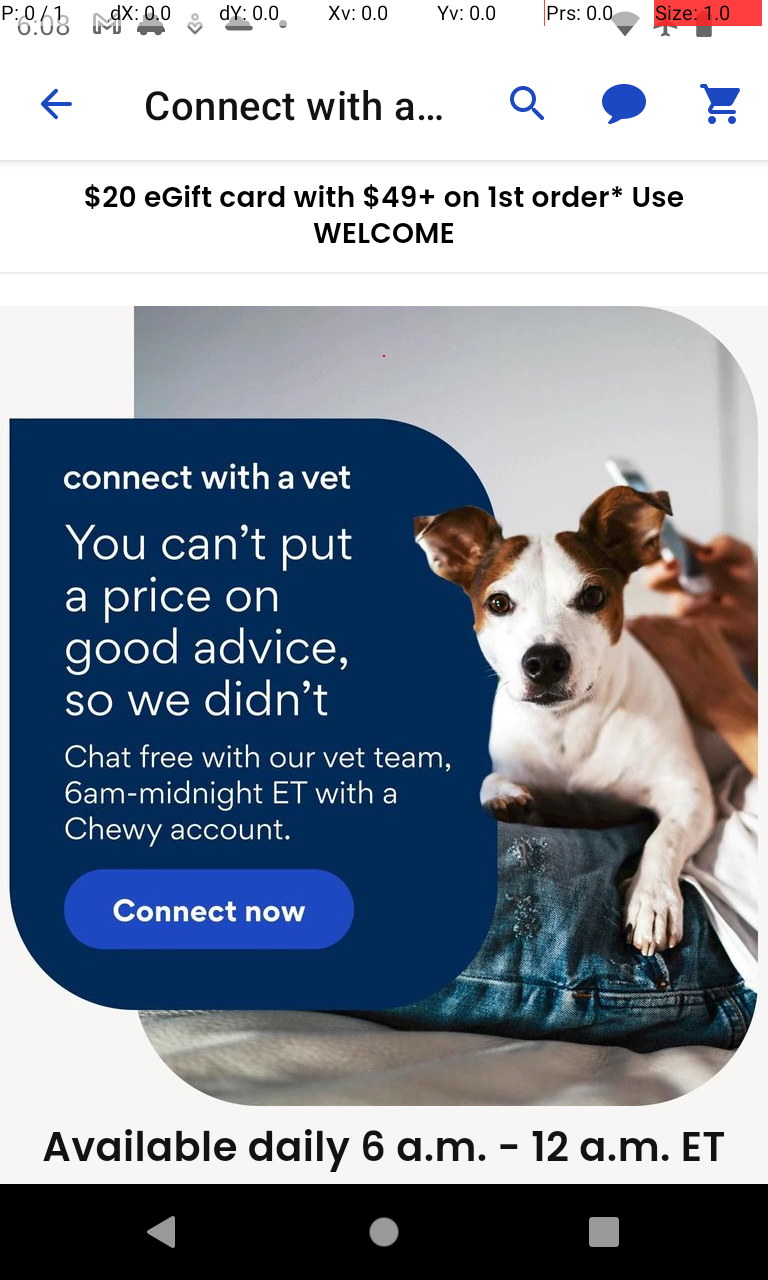 P: 0 / 1 dX: 0.0 dY: 0.0 Xv: 0.0 Yv: 0.0 Prs: 0.0 Size: 1.0
6:08
Connect with a...
$20 eGift card with $49+ on 1st order* Use
WELCOME
connect with a vet
You can't put
a price on
good advice,
so we didn't
Chat free with our vet team,
6am-midnight ET with a
Chewy account.
Connect now
Available daily 6 a.m. - 12 a.m. ET